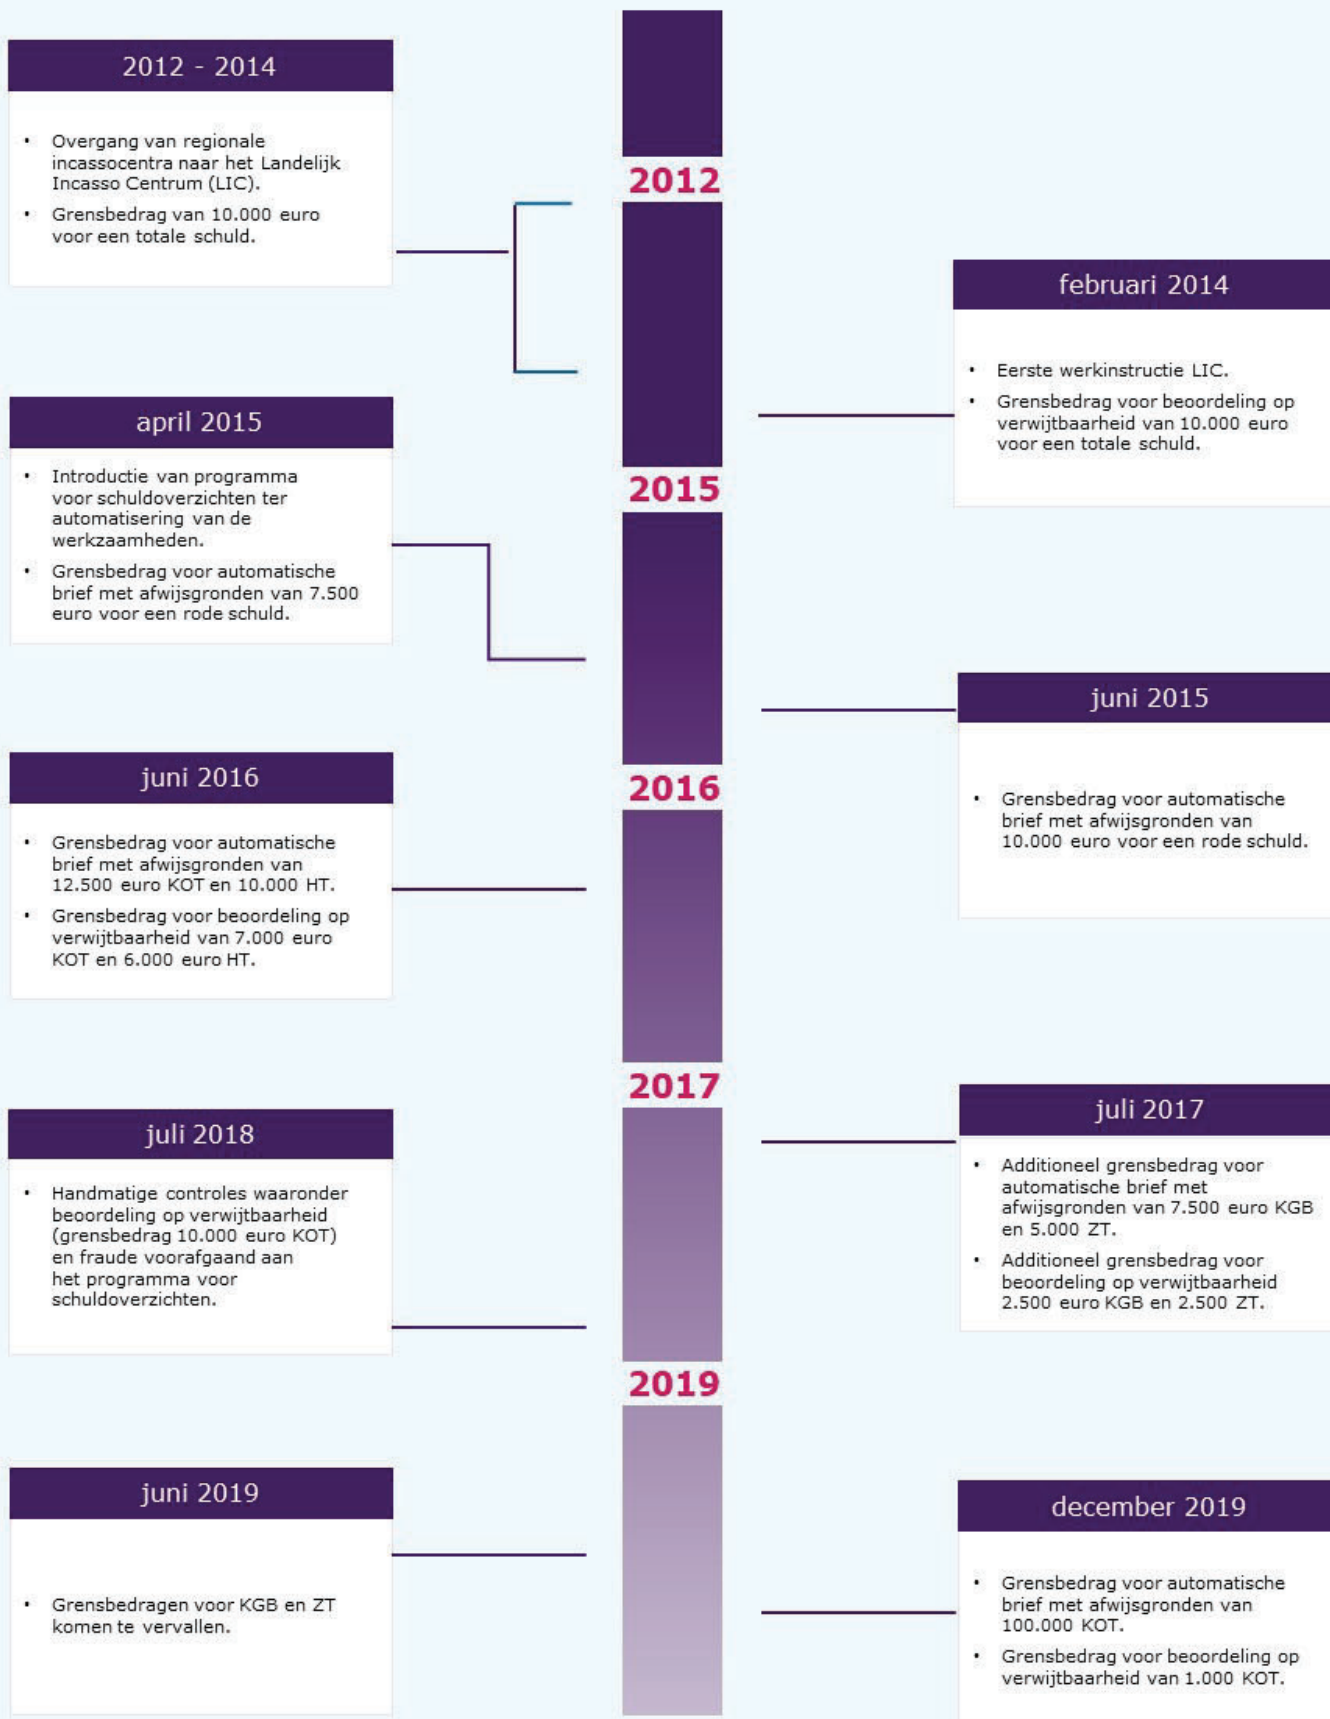 2012 - 2014
• Overgang van regionale
incassocentra naar het Landelijk
Incasso Centrum (LIC).
• Grensbedrag van 10.000 euro
voor een totale schuld.
2012
februari 2014
• Eerste werkinstructie LIC.
• Grensbedrag voor beoordeling op
verwijtbaarheid van 10.000 euro
voor een totale schuld.
april 2015
• Introductie van programma
voor schuldoverzichten ter
automatisering van de
werkzaamheden.
• Grensbedrag voor automatische
brief met afwijsgronden van 7.500
euro voor een rode schuld.
2015
juni 2015
• Grensbedrag voor automatische
brief met afwijsgronden van
10.000 euro voor een rode schuld.
juni 2016
• Grensbedrag voor automatische
brief met afwijsgronden van
12.500 euro KOT en 10.000 HT.
• Grensbedrag voor beoordeling op
verwijtbaarheid van 7.000 euro
KOT en 6.000 euro HT.
2016
2017
juli 2017
• Additioneel grensbedrag voor
automatische brief met
afwijsgronden van 7.500 euro KGB
en 5.000 ZT.
• Additioneel grensbedrag voor
beoordeling op verwijtbaarheid
2.500 euro KGB en 2.500 ZT.
juli 2018
• Handmatige controles waaronder
beoordeling op verwijtbaarheid
(grensbedrag 10.000 euro KOT)
en fraude voorafgaand aan
het programma voor
schuldoverzichten.
2019
juni 2019
• Grensbedragen voor KGB en ZT
komen te vervallen.
december 2019
• Grensbedrag voor automatische
brief met afwijsgronden van
100.000 KOT.
• Grensbedrag voor beoordeling op
verwijtbaarheid van 1.000 KOT.